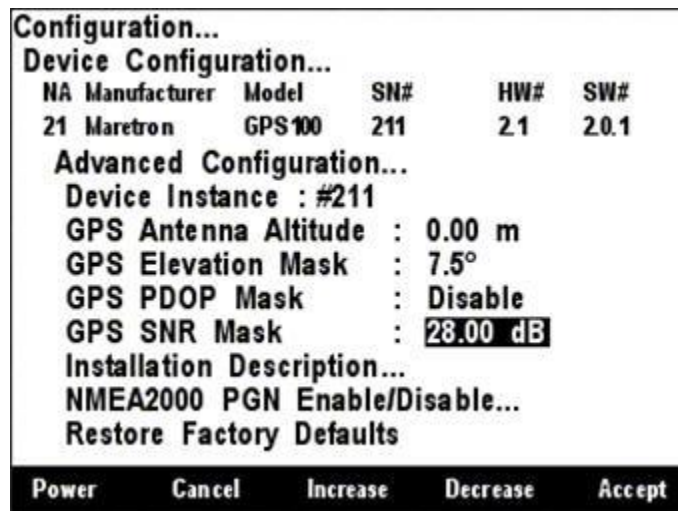 Configuration...
Device Configuration...
NA Manufacturer Model SN# HW# SW#
21 Maretron GPS100 211 2.1 2.0.1
Advanced Configuration...
Device Instance : #211
GPS Antenna Altitude : 0.00 m
GPS Elevation Mask : 7.5°
GPS PDOP Mask : Disable
GPS SNR Mask : 28.00 dB
Installation Description...
NMEA2000 PGN Enable/Disable...
Restore Factory Defaults
Power Cancel Increase Decrease Accept